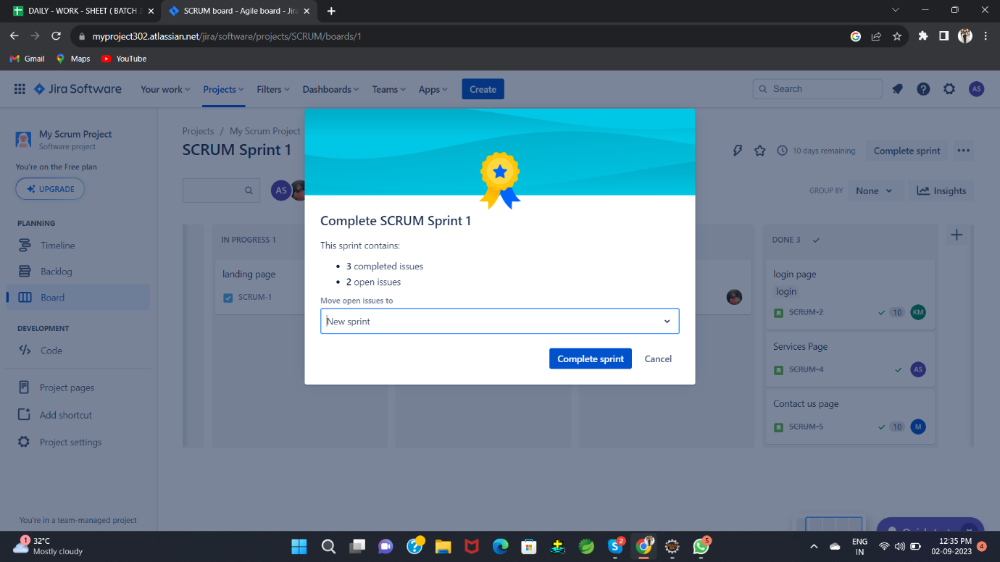 DAILY - WORK - SHEET ( BATCH 3
SCRUM board - Agile board - Jira
myproject302.atlassian.net/jira/software/projects/SCRUM/boards/1
Gmail
Maps
YouTube
Jira Software
Your work
Projects
Filters
Dashboards
Teams
Apps
Create
Search
AS
My Scrum Project
Software project
You're on the Free plan
UPGRADE
PLANNING
Timeline
Backlog
Board
DEVELOPMENT
Code
Project pages
Add shortcut
Project settings
You're in a team-managed project
Projects / My Scrum Project
SCRUM Sprint 1
10 days remaining
Complete sprint
AS
GROUP BY
None
Insights
IN PROGRESS 1
landing page
SCRUM-1
Complete SCRUM Sprint 1
This sprint contains:
• 3 completed issues
• 2 open issues
Move open issues to
New sprint
Complete sprint
Cancel
DONE 3
login page
login
SCRUM-2
10
KM
Services Page
SCRUM-4
AS
Contact us page
SCRUM-5
10
M
1
32°C
Mostly cloudy
2
5
ENG
IN
12:35 PM
02-09-2023
4